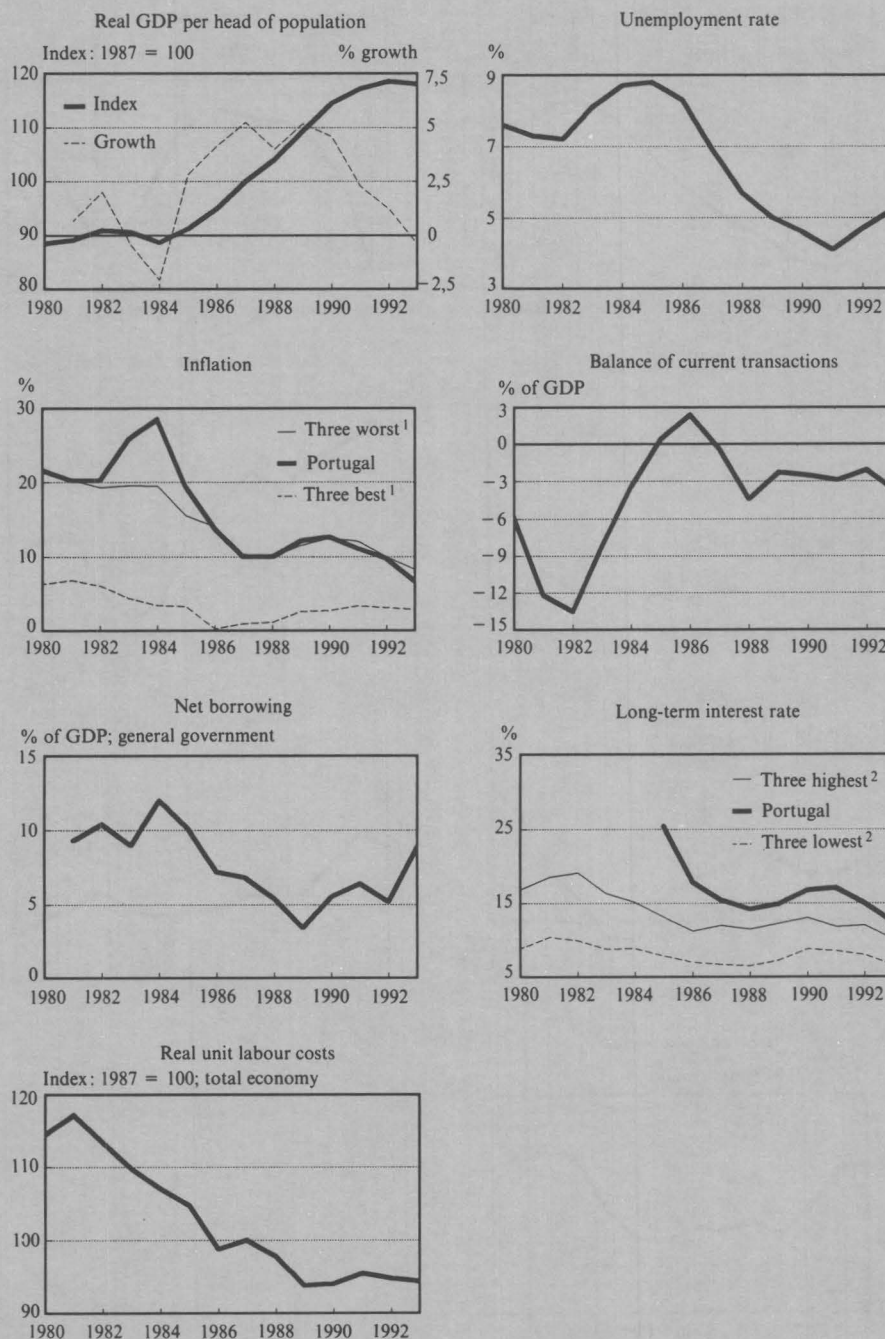 Real GDP per head of population
Index: 1987 = 100 % growth
120 7,5
Index
110 5
Growth
100 2,5
90 0
80 −2,5
1980 1982 1984 1986 1988 1990 1992
Unemployment rate
%
9
7
5
3
1980 1982 1984 1986 1988 1990 1992
Inflation
%
30
Three worst¹
20 Portugal
Three best¹
10
0
1980 1982 1984 1986 1988 1990 1992
Balance of current transactions
% of GDP
3
0
−3
−6
−9
−12
−15
1980 1982 1984 1986 1988 1990 1992
Net borrowing
% of GDP; general government
15
10
5
0
1980 1982 1984 1986 1988 1990 1992
Long-term interest rate
%
35
Three highest²
Portugal
25
Three lowest²
15
5
1980 1982 1984 1986 1988 1990 1992
Real unit labour costs
Index: 1987 = 100; total economy
120
110
100
90
1980 1982 1984 1986 1988 1990 1992